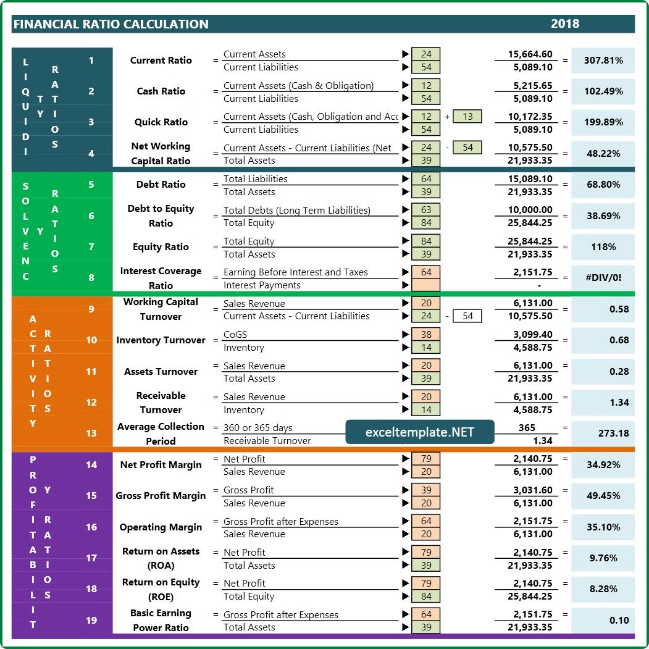 FINANCIAL RATIO CALCULATION 2018
LIQUIDITY RATIOS
1 Current Ratio = Current Assets 24 15,664.60 = 307.81%
Current Liabilities 54 5,089.10
2 Cash Ratio = Current Assets (Cash & Obligation) 12 5,215.65 = 102.49%
Current Liabilities 54 5,089.10
3 Quick Ratio = Current Assets (Cash, Obligation and Acc 12 + 13 10,172.35 = 199.89%
Current Liabilities 54 5,089.10
4 Net Working Capital Ratio = Current Assets - Current Liabilities (Net 24 - 54 10,575.50 = 48.22%
Total Assets 39 21,933.35
SOLVENCY RATIOS
5 Debt Ratio = Total Liabilities 64 15,089.10 = 68.80%
Total Assets 39 21,933.35
6 Debt to Equity Ratio = Total Debts (Long Term Liabilities) 63 10,000.00 = 38.69%
Total Equity 84 25,844.25
7 Equity Ratio = Total Equity 84 25,844.25 = 118%
Total Assets 39 21,933.35
8 Interest Coverage Ratio = Earning Before Interest and Taxes 64 2,151.75 = #DIV/0!
Interest Payments -
ACTIVITY RATIOS
9 Working Capital Turnover = Sales Revenue 20 6,131.00 = 0.58
Current Assets - Current Liabilities 24 - 54 10,575.50
10 Inventory Turnover = CoGS 38 3,099.40 = 0.68
Inventory 14 4,588.75
11 Assets Turnover = Sales Revenue 20 6,131.00 = 0.28
Total Assets 39 21,933.35
12 Receivable Turnover = Sales Revenue 20 6,131.00 = 1.34
Inventory 14 4,588.75
13 Average Collection Period = 360 or 365 days 365 = 273.18
Receivable Turnover 1.34
exceltemplate.NET
PROFITABILITY RATIOS
14 Net Profit Margin = Net Profit 79 2,140.75 = 34.92%
Sales Revenue 20 6,131.00
15 Gross Profit Margin = Gross Profit 39 3,031.60 = 49.45%
Sales Revenue 20 6,131.00
16 Operating Margin = Gross Profit after Expenses 64 2,151.75 = 35.10%
Sales Revenue 20 6,131.00
17 Return on Assets (ROA) = Net Profit 79 2,140.75 = 9.76%
Total Assets 39 21,933.35
18 Return on Equity (ROE) = Net Profit 79 2,140.75 = 8.28%
Total Equity 84 25,844.25
19 Basic Earning Power Ratio = Gross Profit after Expenses 64 2,151.75 = 0.10
Total Assets 39 21,933.35